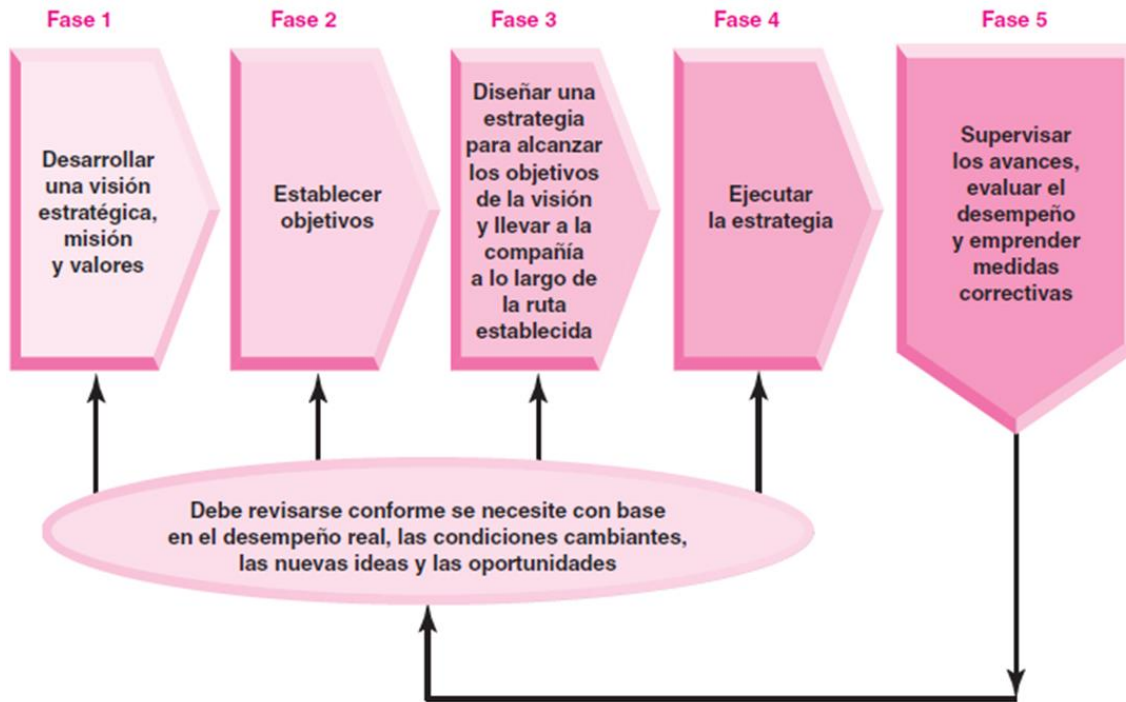 Fase 1
Fase 2
Fase 3
Fase 4
Fase 5
Desarrollar
una visión
estratégica,
misión
y valores
Establecer
objetivos
Diseñar una
estrategia
para alcanzar
los objetivos
de la visión
y llevar a la
compañía
a lo largo de
la ruta
establecida
Ejecutar
la estrategia
Supervisar
los avances,
evaluar el
desempeño
y emprender
medidas
correctivas
Debe revisarse conforme se necesite con base
en el desempeño real, las condiciones cambiantes,
las nuevas ideas y las oportunidades